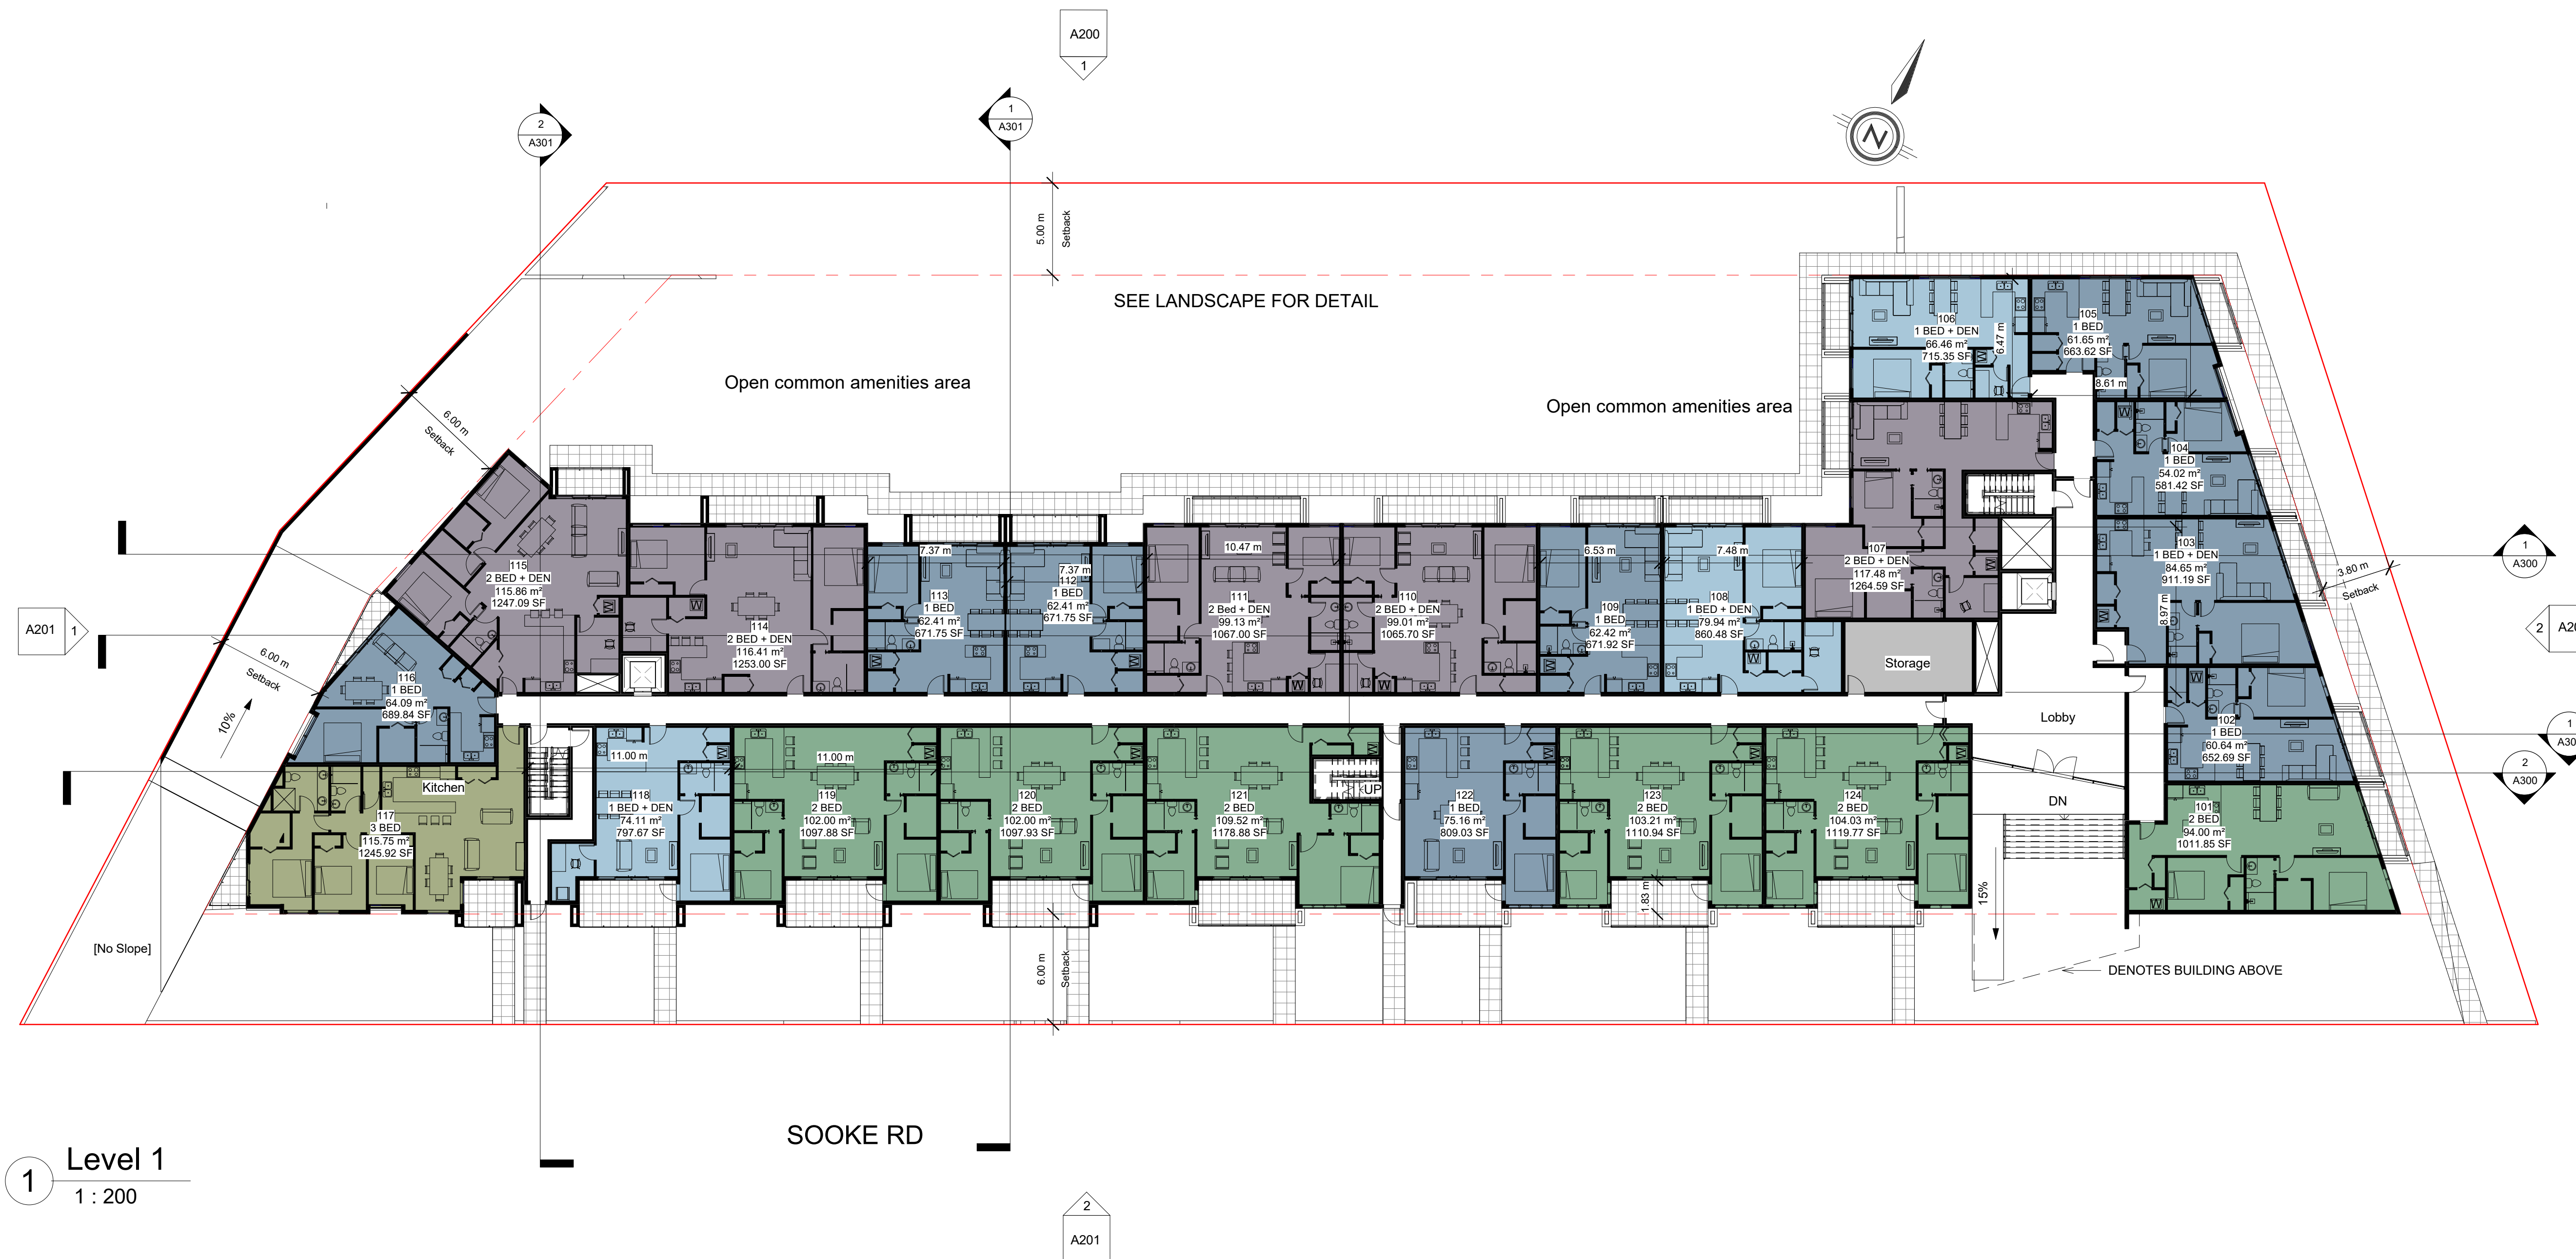 A200
1
2
A301
1
A301
N
5.00 m
Setback
SEE LANDSCAPE FOR DETAIL
Open common amenities area
Open common amenities area
6.00 m
Setback
106
1 BED + DEN
66.46 m²
715.35 SF
6.47 m
105
1 BED
61.65 m²
663.62 SF
8.61 m
104
1 BED
54.02 m²
581.42 SF
103
1 BED + DEN
84.65 m²
911.19 SF
8.97 m
3.80 m
Setback
1
A300
A201
1
2
115
2 BED + DEN
115.86 m²
1247.09 SF
114
2 BED + DEN
116.41 m²
1253.00 SF
7.37 m
113
1 BED
62.41 m²
671.75 SF
7.37 m
112
1 BED
62.41 m²
671.75 SF
10.47 m
111
2 Bed + DEN
99.13 m²
1067.00 SF
110
2 BED + DEN
99.01 m²
1065.70 SF
6.53 m
109
1 BED
62.42 m²
671.92 SF
7.48 m
108
1 BED + DEN
79.94 m²
860.48 SF
107
2 BED + DEN
117.48 m²
1264.59 SF
Storage
6.00 m
Setback
10%
116
1 BED
64.09 m²
689.84 SF
Lobby
102
1 BED
60.64 m²
652.69 SF
1
2
A300
Kitchen
117
3 BED
115.75 m²
1245.92 SF
11.00 m
118
1 BED + DEN
74.11 m²
797.67 SF
11.00 m
119
2 BED
102.00 m²
1097.88 SF
120
2 BED
102.00 m²
1097.93 SF
121
2 BED
109.52 m²
1178.88 SF
UP
122
1 BED
75.16 m²
809.03 SF
123
2 BED
103.21 m²
1110.94 SF
1.83 m
124
2 BED
104.03 m²
1119.77 SF
DN
15%
101
2 BED
94.00 m²
1011.85 SF
[No Slope]
6.00 m
Setback
DENOTES BUILDING ABOVE
SOOKE RD
1
Level 1
1 : 200
2
A201